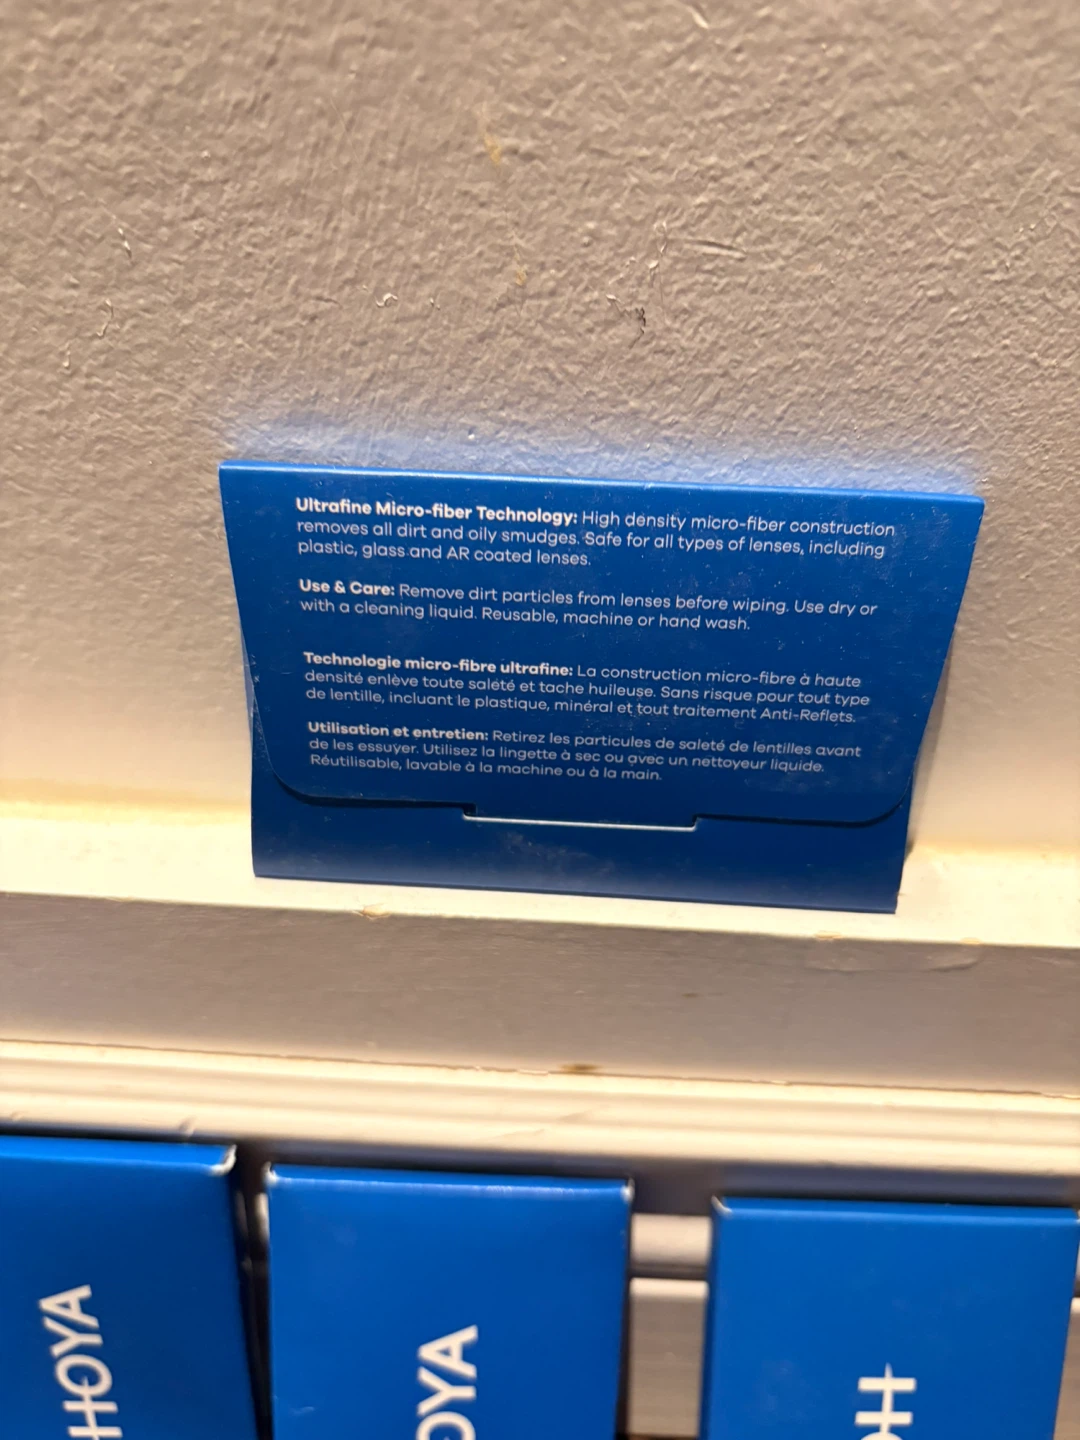 Ultrafine Micro-fiber Technology: High density micro-fiber construction
removes all dirt and oily smudges. Safe for all types of lenses, including
plastic, glass and AR coated lenses.
Use & Care: Remove dirt particles from lenses before wiping. Use dry or
with a cleaning liquid. Reusable, machine or hand wash.
Technologie micro-fibre ultrafine: La construction micro-fibre à haute
densité enlève toute saleté et tache huileuse. Sans risque pour tout type
de lentille, incluant le plastique, minéral et tout traitement Anti-Reflets.
Utilisation et entretien: Retirez les particules de saleté de lentilles avant
de les essuyer. Utilisez la lingette à sec ou avec un nettoyeur liquide.
Réutilisable, lavable à la machine ou à la main.
HOYA
OYA
OH